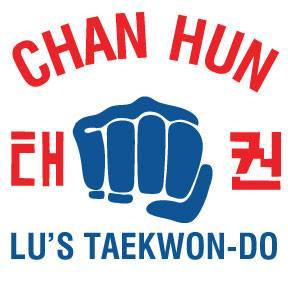 CHAN HUN
태 권
LU'S TAEKWON-DO